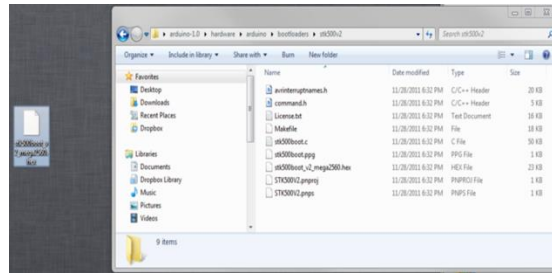 arduino-1.0 ▸ hardware ▸ arduino ▸ bootloaders ▸ stk500v2
Search stk500v2
Organize Include in library Share with Burn New folder
Favorites
Desktop
Downloads
Recent Places
Dropbox
Libraries
Documents
Dropbox Library
Music
Pictures
Videos
Name Date modified Type Size
avrinterruptnames.h 11/28/2011 6:32 PM C/C++ Header 20 KB
command.h 11/28/2011 6:32 PM C/C++ Header 5 KB
License.txt 11/28/2011 6:32 PM Text Document 16 KB
Makefile 11/28/2011 6:32 PM File 18 KB
stk500boot.c 11/28/2011 6:32 PM C File 50 KB
stk500boot.ppg 11/28/2011 6:32 PM PPG File 1 KB
stk500boot_v2_mega2560.hex 11/28/2011 6:32 PM HEX File 23 KB
STK500V2.pnproj 11/28/2011 6:32 PM PNPROJ File 1 KB
STK500V2.pnps 11/28/2011 6:32 PM PNPS File 1 KB
9 items
stk500boot_v
2_mega2560.
hex